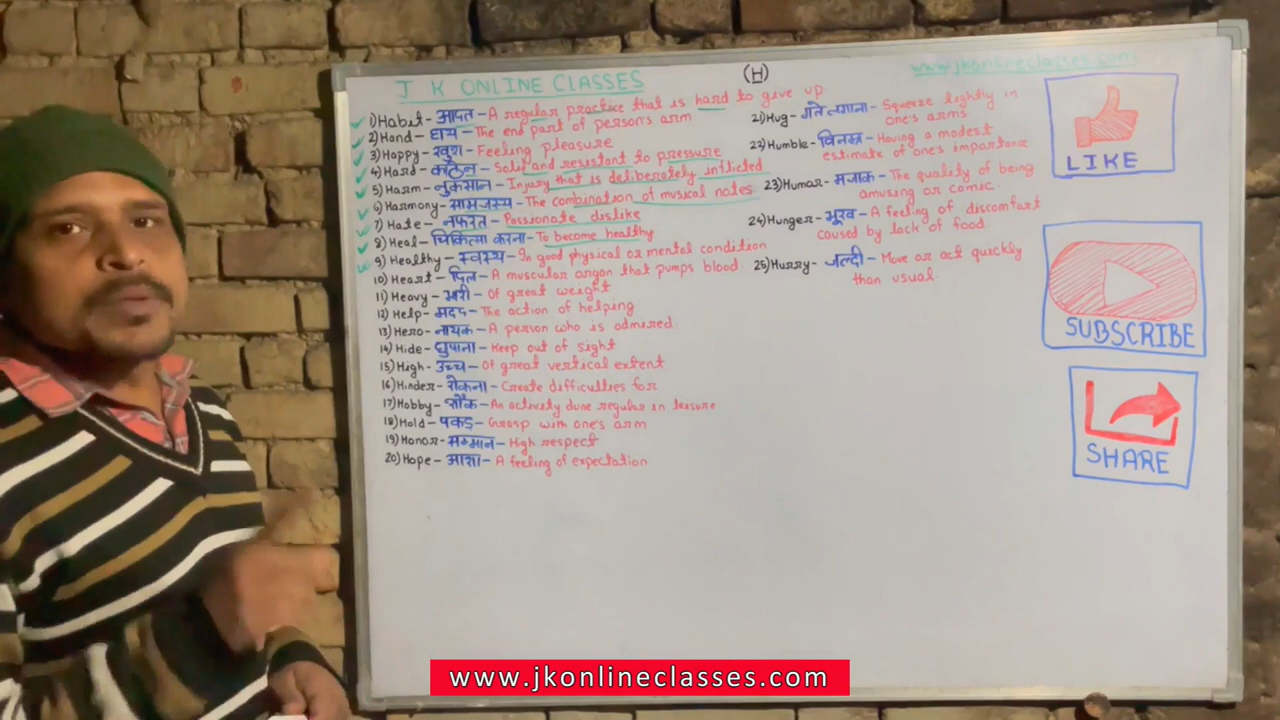 J K ONLINE CLASSES
(H)
www.jkonlineclasses.com
1) Habit - आदत - A regular practice that is hard to give up
2) Hand - हाथ - The end part of person's arm
3) Happy - खुश - Feeling pleasure
4) Hard - कठिन - Solid and resistant to pressure
5) Harm - नुकसान - Injury that is deliberately inflicted
6) Harmony - सामंजस्य - The combination of musical notes
7) Hate - नफरत - Passionate dislike
8) Heal - चिकित्सा करना - To become healthy
9) Healthy - स्वस्थ - In good physical or mental condition
10) Heart - दिल - A muscular organ that pumps blood.
11) Heavy - भारी - Of great weight
12) Help - मदद - The action of helping
13) Hero - नायक - A person who is admired.
14) Hide - छुपाना - Keep out of sight
15) High - उच्च - Of great vertical extent
16) Hinder - रोकना - Create difficulties for
17) Hobby - शौक - An activety dune regular in leisure
18) Hold - पकड़ - Grasp with one's arm
19) Honor - सम्मान - High respect
20) Hope - आशा - A feeling of expectation
21) Hug - गले लगाना - Squeeze tightly in
one's arms
23) Humble - विनम्र - Having a modest
estimate of one's importance
23) Humar - मजाक - The quality of being
amusing or comic.
24) Hunger - भूख - A feeling of discomfort
caused by lack of food.
25) Hurry - जल्दी - Move or act quickly
than usual.
LIKE
SUBSCRIBE
SHARE
www.jkonlineclasses.com